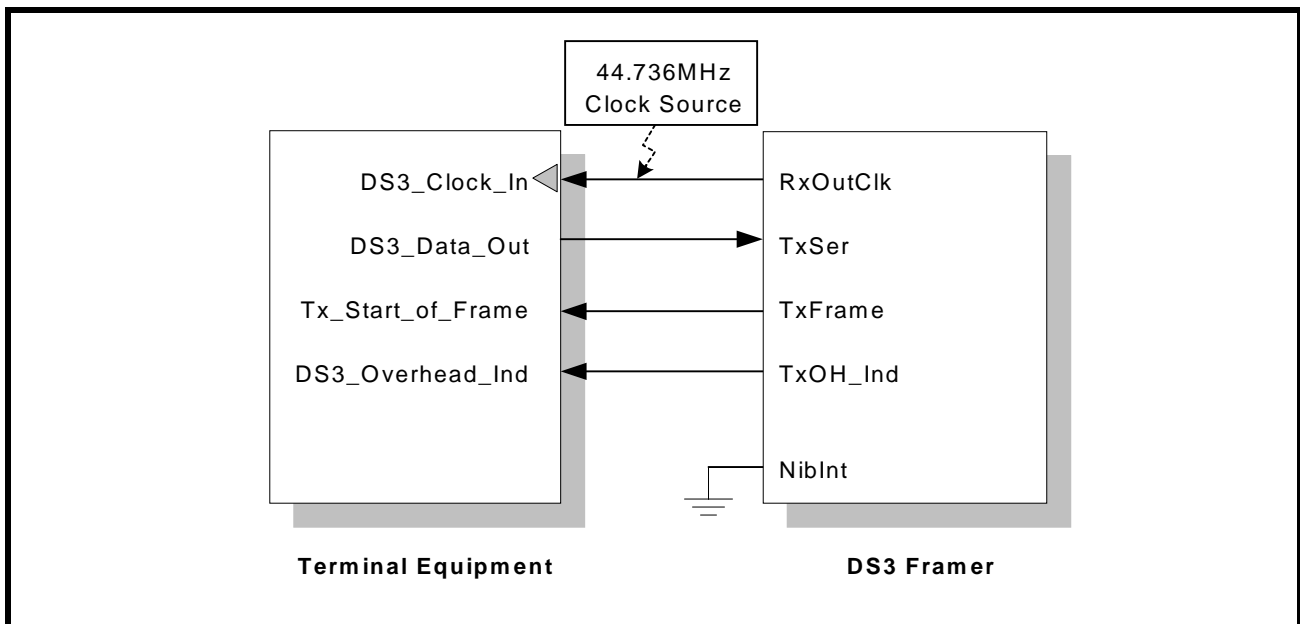 44.736MHz
Clock Source
DS3_Clock_In
RxOutClk
DS3_Data_Out
TxSer
Tx_Start_of_Frame
TxFrame
DS3_Overhead_Ind
TxOH_Ind
NibInt
Terminal Equipment
DS3 Framer